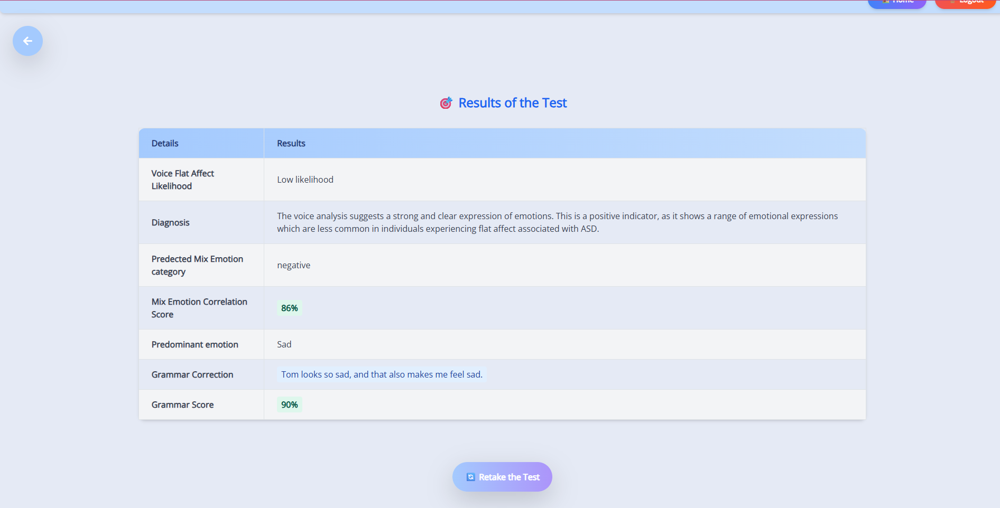 Home Logout
Results of the Test
Details Results
Voice Flat Affect
Likelihood
Low likelihood
Diagnosis
The voice analysis suggests a strong and clear expression of emotions. This is a positive indicator, as it shows a range of emotional expressions
which are less common in individuals experiencing flat affect associated with ASD.
Predected Mix Emotion
category
negative
Mix Emotion Correlation
Score
86%
Predominant emotion Sad
Grammar Correction Tom looks so sad, and that also makes me feel sad.
Grammar Score 90%
Retake the Test